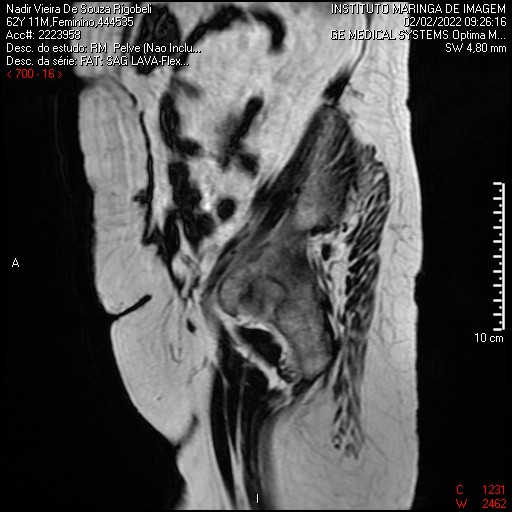 Nadir Vieira De Souza Rigobeli
62Y 11M,Feminino,444535
Acc#: 2223953
Desc. do estudo: RM Pelve (Nao Inclu...
Desc. da série: FAT: SAG LAVA-Flex...
< 700 - 16 >
INSTITUTO MARINGA DE IMAGEM
02/02/2022 09:26:16
GE MEDICAL SYSTEMS Optima M...
SW 4,80 mm
A
10 cm
I
C 1231
W 2462